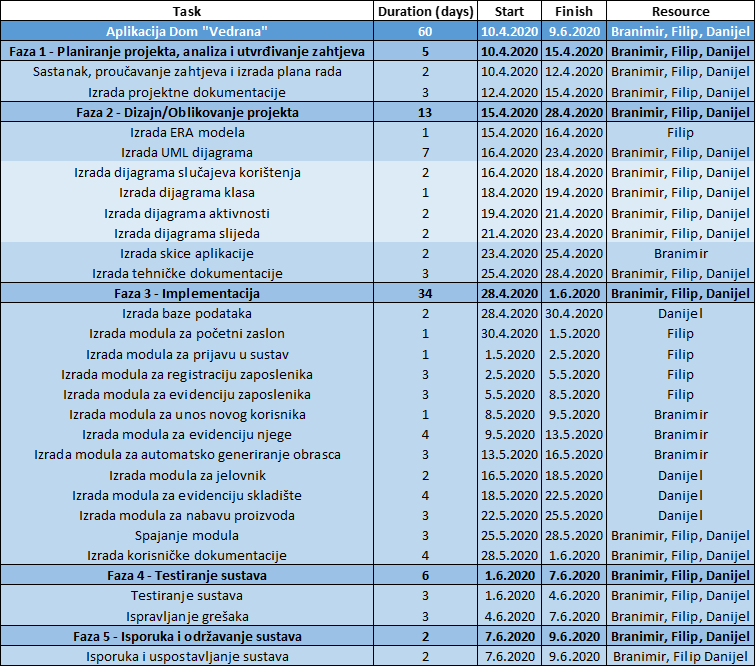 Task Duration (days) Start Finish Resource
Aplikacija Dom "Vedrana" 60 10.4.2020 9.6.2020 Branimir, Filip, Danijel
Faza 1 - Planiranje projekta, analiza i utvrđivanje zahtjeva 5 10.4.2020 15.4.2020 Branimir, Filip, Danijel
Sastanak, proučavanje zahtjeva i izrada plana rada 2 10.4.2020 12.4.2020 Branimir, Filip, Danijel
Izrada projektne dokumentacije 3 12.4.2020 15.4.2020 Branimir, Filip, Danijel
Faza 2 - Dizajn/Oblikovanje projekta 13 15.4.2020 28.4.2020 Branimir, Filip, Danijel
Izrada ERA modela 1 15.4.2020 16.4.2020 Filip
Izrada UML dijagrama 7 16.4.2020 23.4.2020 Branimir, Filip, Danijel
Izrada dijagrama slučajeva korištenja 2 16.4.2020 18.4.2020 Branimir, Filip, Danijel
Izrada dijagrama klasa 1 18.4.2020 19.4.2020 Branimir, Filip, Danijel
Izrada dijagrama aktivnosti 2 19.4.2020 21.4.2020 Branimir, Filip, Danijel
Izrada dijagrama slijeda 2 21.4.2020 23.4.2020 Branimir, Filip, Danijel
Izrada skice aplikacije 2 23.4.2020 25.4.2020 Branimir
Izrada tehničke dokumentacije 3 25.4.2020 28.4.2020 Branimir, Filip, Danijel
Faza 3 - Implementacija 34 28.4.2020 1.6.2020 Branimir, Filip, Danijel
Izrada baze podataka 2 28.4.2020 30.4.2020 Danijel
Izrada modula za početni zaslon 1 30.4.2020 1.5.2020 Filip
Izrada modula za prijavu u sustav 1 1.5.2020 2.5.2020 Filip
Izrada modula za registraciju zaposlenika 3 2.5.2020 5.5.2020 Filip
Izrada modula za evidenciju zaposlenika 3 5.5.2020 8.5.2020 Filip
Izrada modula za unos novog korisnika 1 8.5.2020 9.5.2020 Branimir
Izrada modula za evidenciju njege 4 9.5.2020 13.5.2020 Branimir
Izrada modula za automatsko generiranje obrasca 3 13.5.2020 16.5.2020 Branimir
Izrada modula za jelovnik 2 16.5.2020 18.5.2020 Danijel
Izrada modula za evidenciju skladište 4 18.5.2020 22.5.2020 Danijel
Izrada modula za nabavu proizvoda 3 22.5.2020 25.5.2020 Danijel
Spajanje modula 3 25.5.2020 28.5.2020 Branimir, Filip, Danijel
Izrada korisničke dokumentacije 4 28.5.2020 1.6.2020 Branimir, Filip, Danijel
Faza 4 - Testiranje sustava 6 1.6.2020 7.6.2020 Branimir, Filip, Danijel
Testiranje sustava 3 1.6.2020 4.6.2020 Branimir, Filip, Danijel
Ispravljanje grešaka 3 4.6.2020 7.6.2020 Branimir, Filip, Danijel
Faza 5 - Isporuka i održavanje sustava 2 7.6.2020 9.6.2020 Branimir, Filip, Danijel
Isporuka i uspostavljanje sustava 2 7.6.2020 9.6.2020 Branimir, Filip Danijel